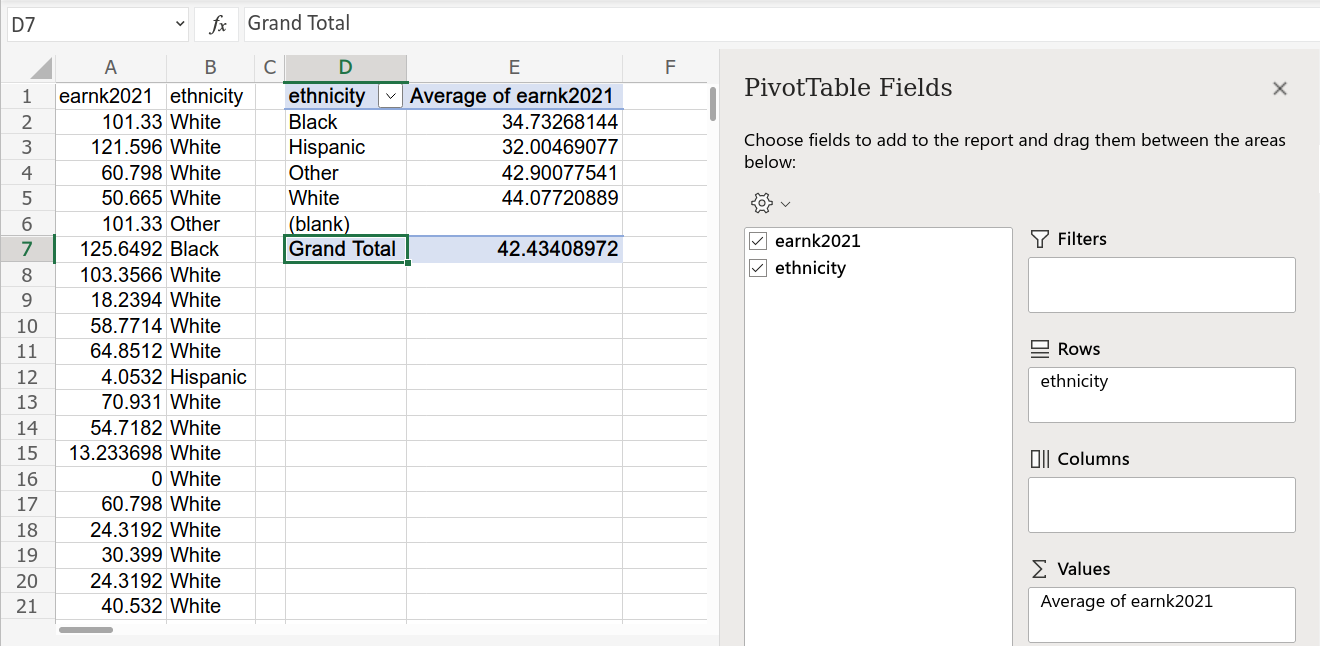 D7 fx Grand Total
A B C D E F
1 earnk2021 ethnicity ethnicity Average of earnk2021
2 101.33 White Black 34.73268144
3 121.596 White Hispanic 32.00469077
4 60.798 White Other 42.90077541
5 50.665 White White 44.07720889
6 101.33 Other (blank)
7 125.6492 Black Grand Total 42.43408972
8 103.3566 White
9 18.2394 White
10 58.7714 White
11 64.8512 White
12 4.0532 Hispanic
13 70.931 White
14 54.7182 White
15 13.233698 White
16 0 White
17 60.798 White
18 24.3192 White
19 30.399 White
20 24.3192 White
21 40.532 White
PivotTable Fields
Choose fields to add to the report and drag them between the areas
below:
earnk2021
ethnicity
Filters
Rows
ethnicity
Columns
Values
Average of earnk2021